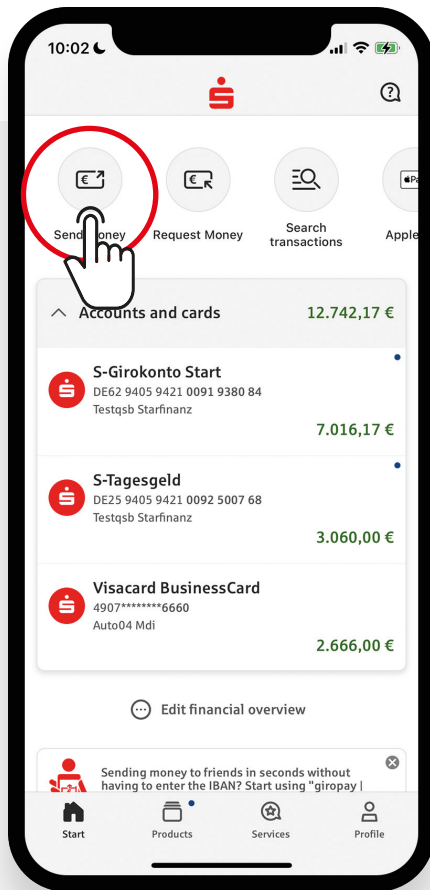 10:02
Send Money
Request Money
Search
transactions
Apple
Accounts and cards
12.742,17 €
S-Girokonto Start
DE62 9405 9421 0091 9380 84
Testqsb Starfinanz
7.016,17 €
S-Tagesgeld
DE25 9405 9421 0092 5007 68
Testqsb Starfinanz
3.060,00 €
Visacard BusinessCard
4907********6660
Auto04 Mdi
2.666,00 €
Edit financial overview
Sending money to friends in seconds without
having to enter the IBAN? Start using "giropay |
Start
Products
Services
Profile